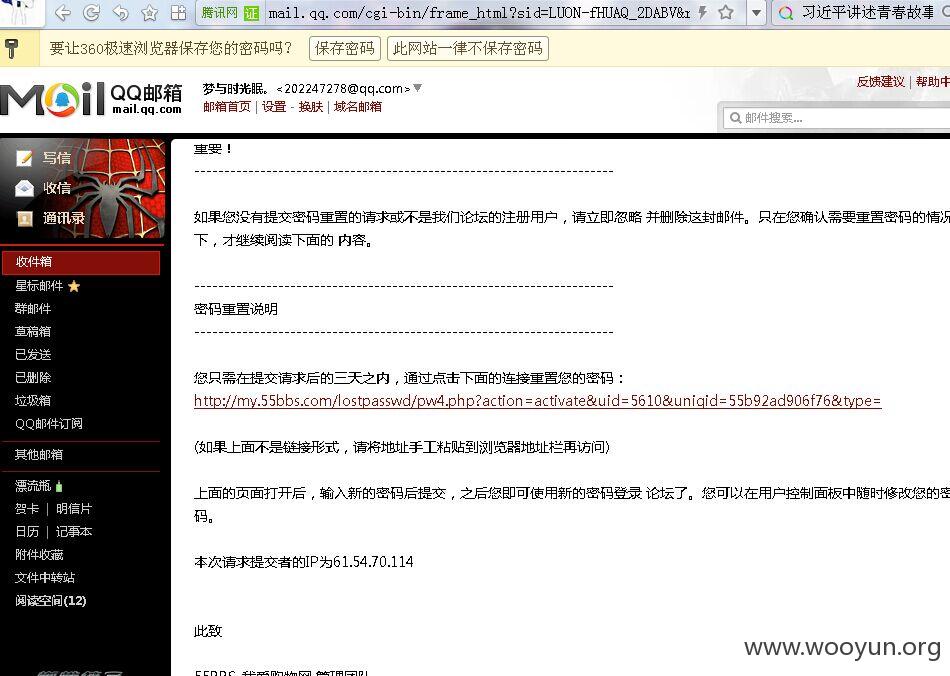 腾讯网 证 mail.qq.com/cgi-bin/frame_html?sid=LUON-fHUAQ_2DABV&r 习近平讲述青春故事
要让360极速浏览器保存您的密码吗? 保存密码 此网站一律不保存密码
Mail QQ邮箱 mail.qq.com
梦与时光眠。<202247278@qq.com>
邮箱首页 | 设置 - 换肤 | 域名邮箱
反馈建议 | 帮助中
邮件搜索...
写信
收信
通讯录
收件箱
星标邮件
群邮件
草稿箱
已发送
已删除
垃圾箱
QQ邮件订阅
其他邮箱
漂流瓶
贺卡 | 明信片
日历 | 记事本
附件收藏
文件中转站
阅读空间(12)
重要!
----------------------------------------------------------------------
如果您没有提交密码重置的请求或不是我们论坛的注册用户，请立即忽略 并删除这封邮件。只在您确认需要重置密码的情况
下，才继续阅读下面的 内容。
----------------------------------------------------------------------
密码重置说明
----------------------------------------------------------------------
您只需在提交请求后的三天之内，通过点击下面的连接重置您的密码：
http://my.55bbs.com/lostpasswd/pw4.php?action=activate&uid=5610&uniqid=55b92ad906f76&type=
(如果上面不是链接形式，请将地址手工粘贴到浏览器地址栏再访问)
上面的页面打开后，输入新的密码后提交，之后您即可使用新的密码登录 论坛了。您可以在用户控制面板中随时修改您的密
码。
本次请求提交者的IP为61.54.70.114
此致
55BBS-我爱购物网 管理团队
www.wooyun.org